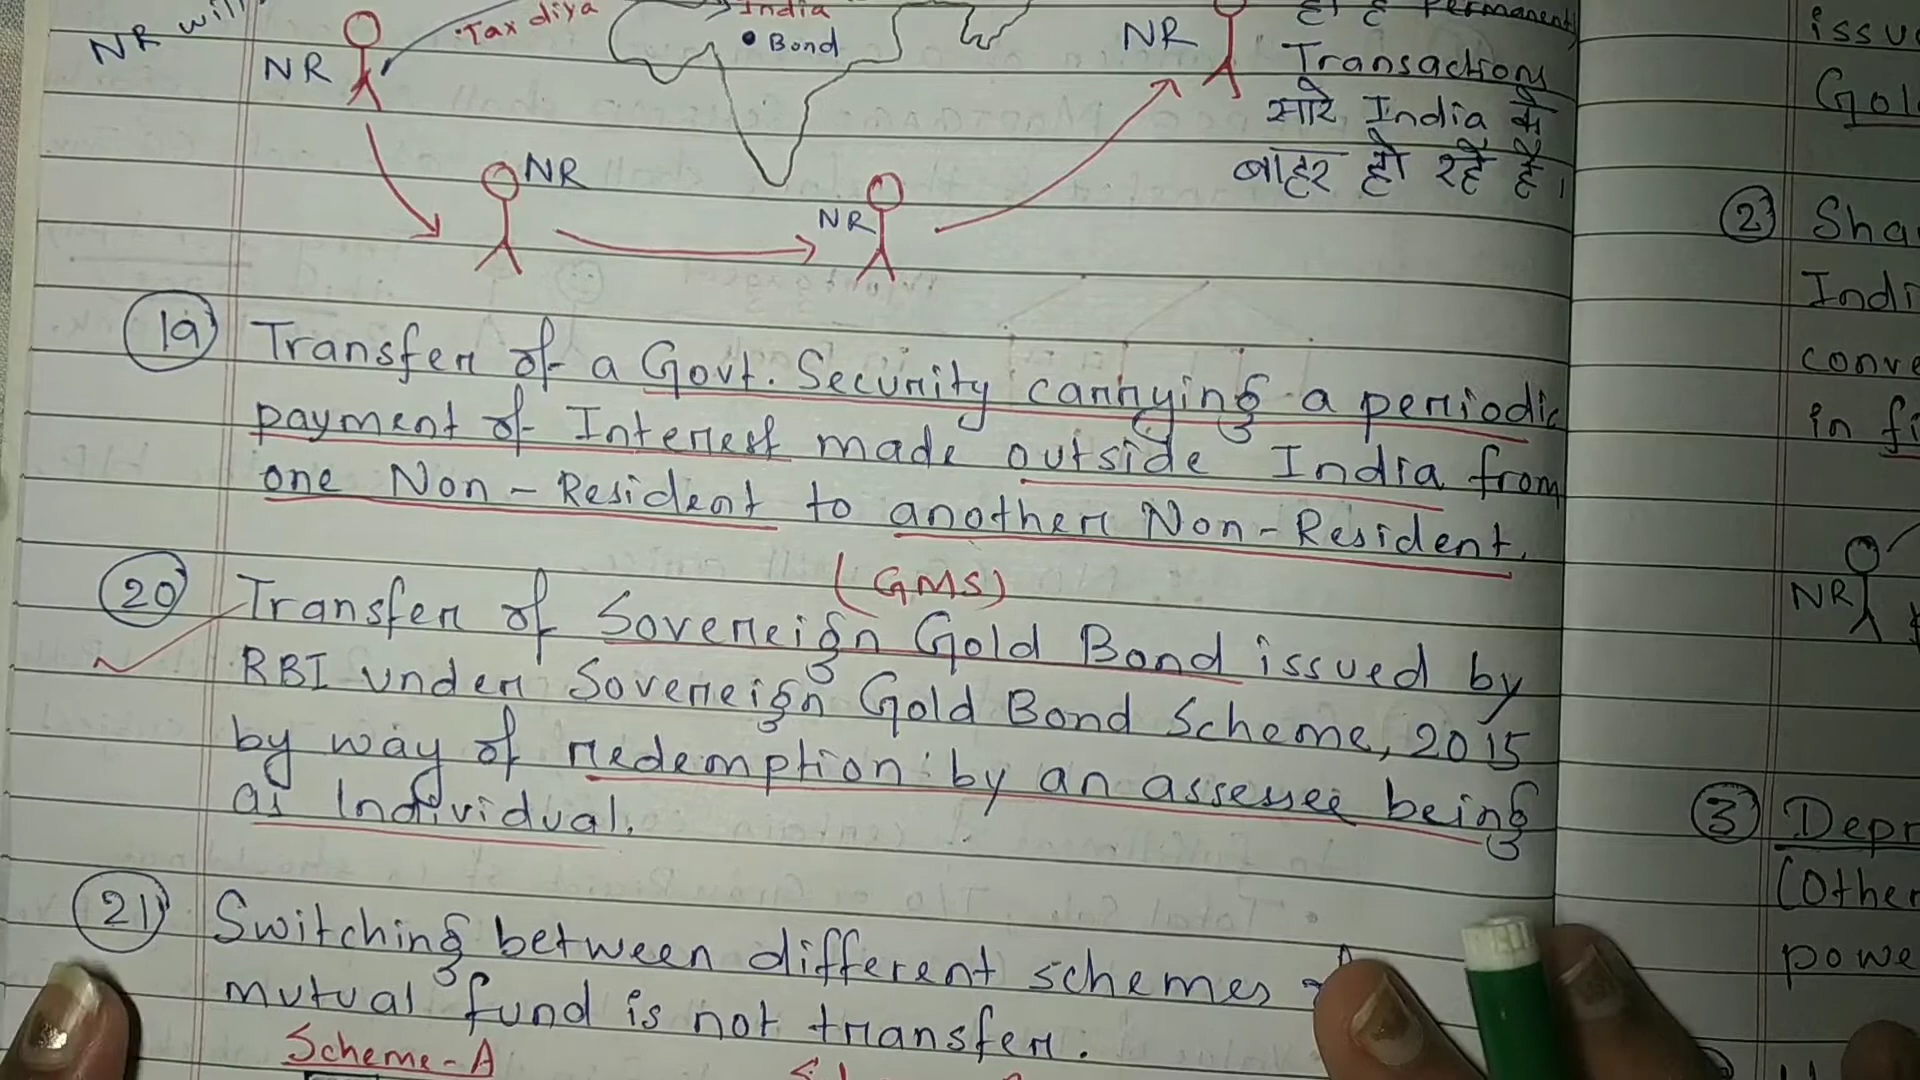 NR will
NR
Tax diya
India
Bond
NR
NR
NR
Permanent
Transactions
सारे India के
बाहर हो रहे हैं।
19 Transfer of a Govt. Security carrying a periodic
payment of Interest made outside India from
one Non-Resident to another Non-Resident.
(GMS)
20 Transfer of Sovereign Gold Bond issued by
RBI under Sovereign Gold Bond Scheme, 2015
by way of redemption by an assessee being
as Individual.
21 Switching between different schemes
mutual fund is not transfer.
Scheme-A
issu
Gol
2 Sha
Indi
conve
in fi
NR
3 Depr
(Other
powe